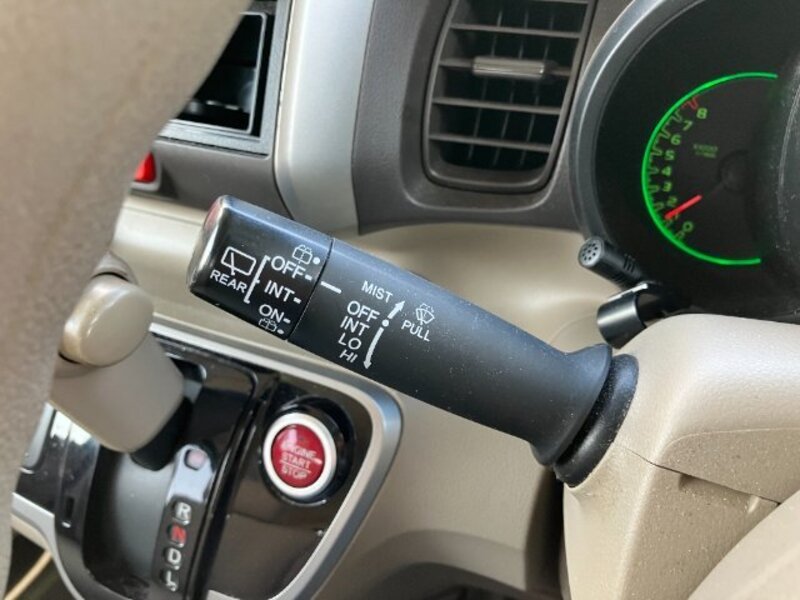 REAR
OFF
INT
ON
MIST
OFF
INT
LO
HI
PULL
8
7
6
5
4
3
2
0
ENGINE
START
STOP
R
N
D
L